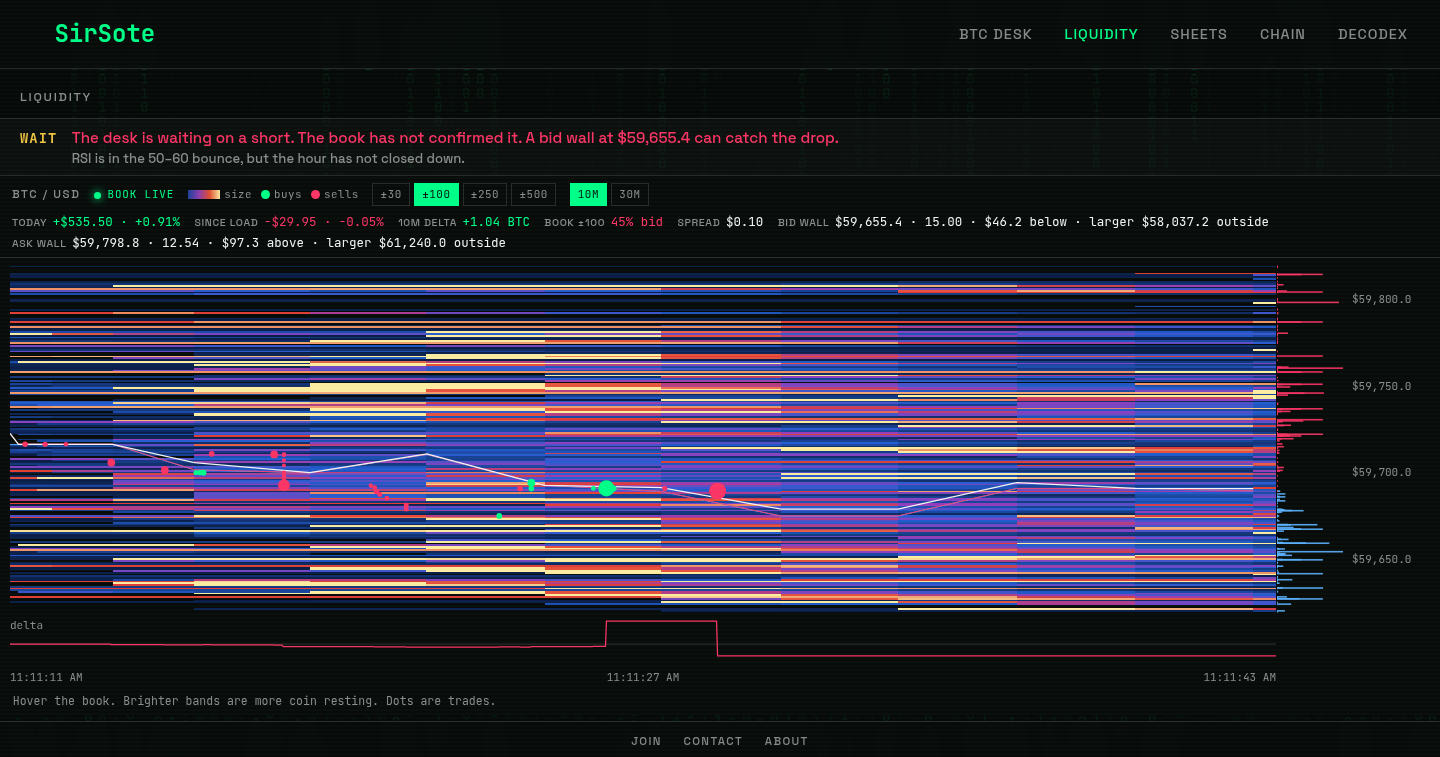 SirSote
BTC DESK LIQUIDITY SHEETS CHAIN DECODEX
LIQUIDITY
WAIT The desk is waiting on a short. The book has not confirmed it. A bid wall at $59,655.4 can catch the drop.
RSI is in the 50–60 bounce, but the hour has not closed down.
BTC / USD BOOK LIVE size buys sells ±30 ±100 ±250 ±500 10M 30M
TODAY +$535.50 · +0.91% SINCE LOAD -$29.95 · -0.05% 10M DELTA +1.04 BTC BOOK ±100 45% bid SPREAD $0.10 BID WALL $59,655.4 · 15.00 · $46.2 below · larger $58,037.2 outside
ASK WALL $59,798.8 · 12.54 · $97.3 above · larger $61,240.0 outside
$59,800.0
$59,750.0
$59,700.0
$59,650.0
delta
11:11:11 AM 11:11:27 AM 11:11:43 AM
Hover the book. Brighter bands are more coin resting. Dots are trades.
JOIN CONTACT ABOUT